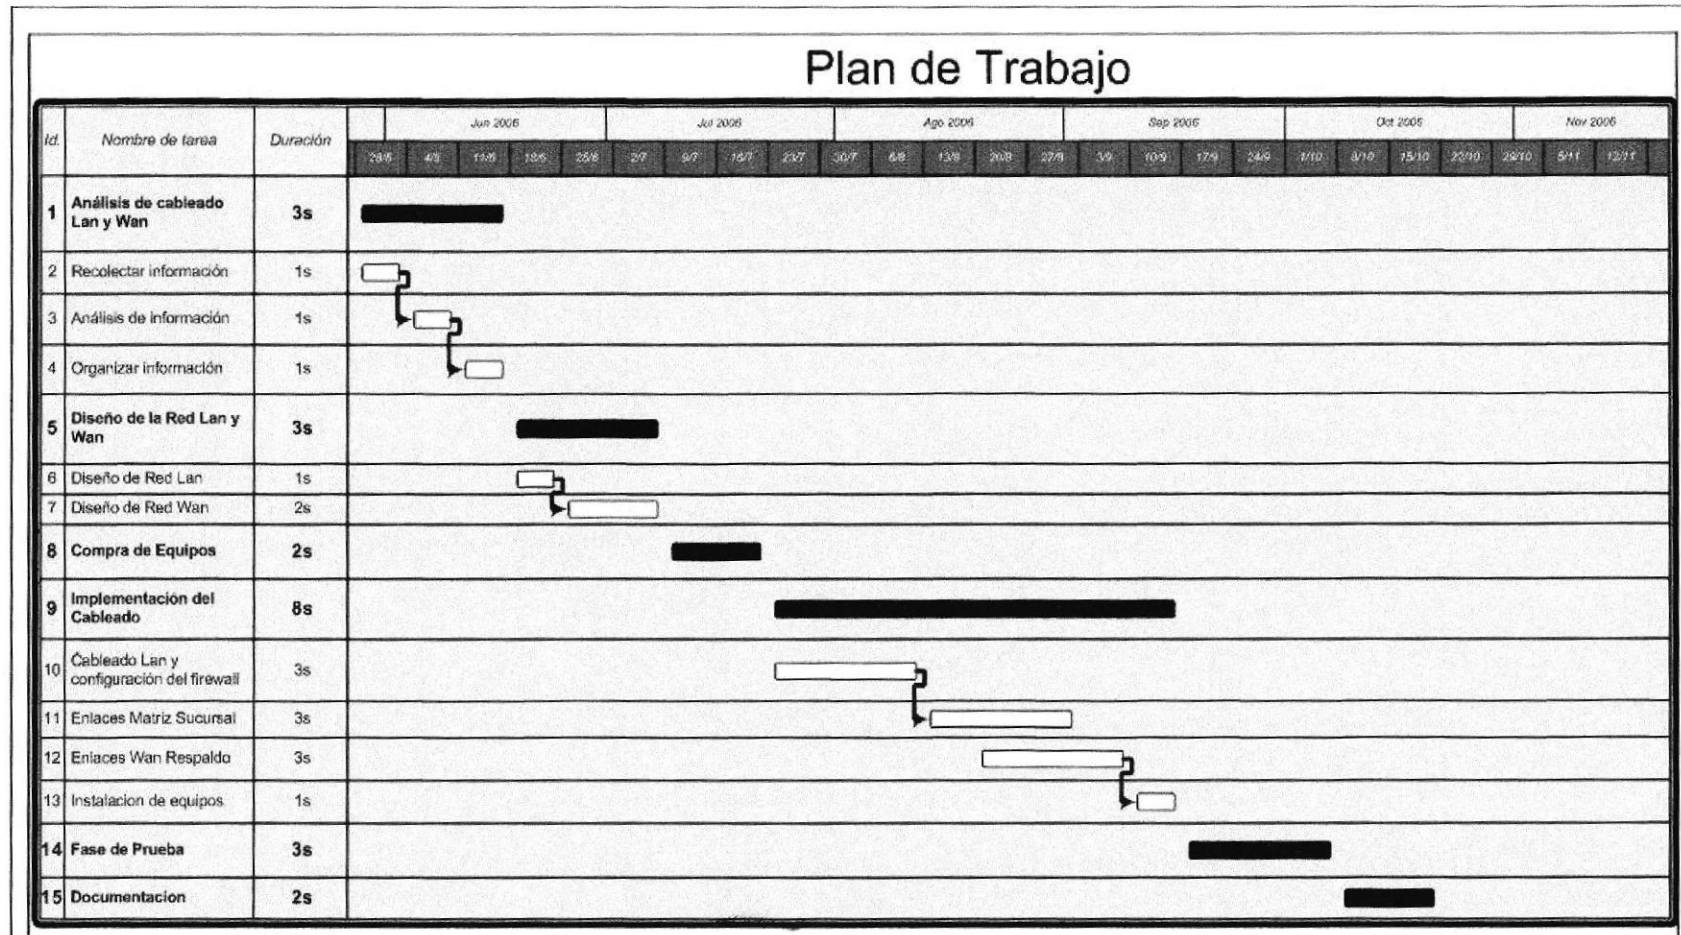 Plan de Trabajo
Id. Nombre de tarea Duración
Jun 2006 Jul 2006 Ago 2006 Sep 2006 Oct 2006 Nov 2006
28/5 4/6 11/6 18/6 25/6 2/7 9/7 16/7 23/7 30/7 6/8 13/8 20/8 27/8 3/9 10/9 17/9 24/9 1/10 8/10 15/10 22/10 29/10 5/11 12/11
1 Análisis de cableado
Lan y Wan 3s
2 Recolectar información 1s
3 Análisis de información 1s
4 Organizar información 1s
5 Diseño de la Red Lan y
Wan 3s
6 Diseño de Red Lan 1s
7 Diseño de Red Wan 2s
8 Compra de Equipos 2s
9 Implementación del
Cableado 8s
10 Cableado Lan y
configuración del firewall 3s
11 Enlaces Matriz Sucursal 3s
12 Enlaces Wan Respaldo 3s
13 Instalacion de equipos 1s
14 Fase de Prueba 3s
15 Documentacion 2s